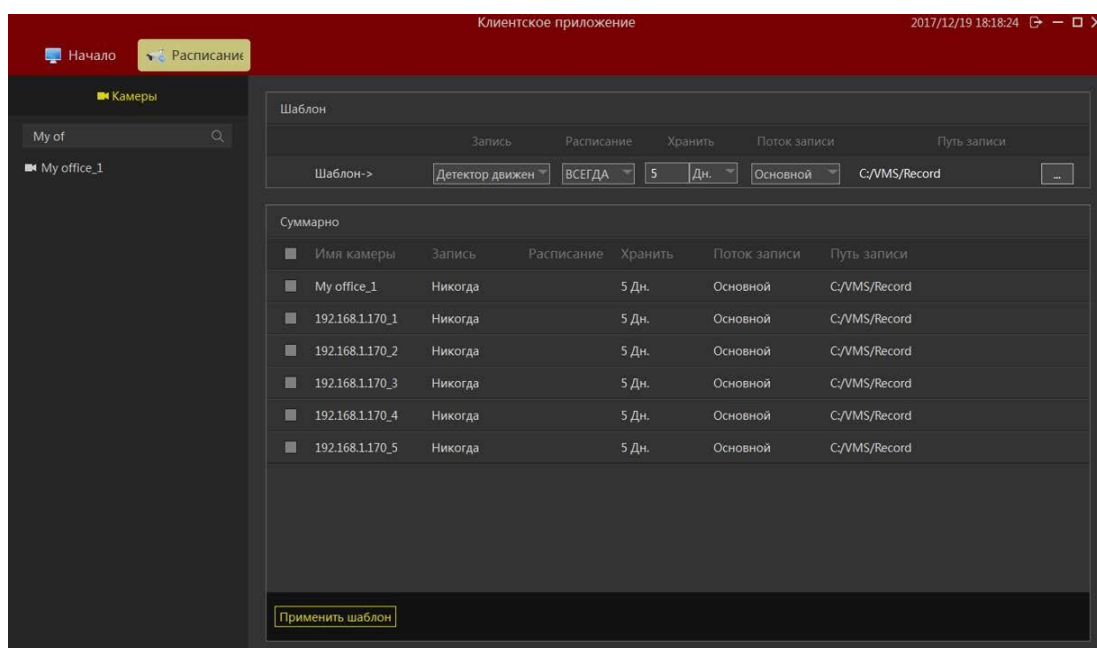 Клиентское приложение 2017/12/19 18:18:24
Начало Расписание
Камеры
My of
My office_1
Шаблон
Запись Расписание Хранить Поток записи Путь записи
Шаблон-> Детектор движен ВСЕГДА 5 Дн. Основной C:/VMS/Record ...
Суммарно
Имя камеры Запись Расписание Хранить Поток записи Путь записи
My office_1 Никогда 5 Дн. Основной C:/VMS/Record
192.168.1.170_1 Никогда 5 Дн. Основной C:/VMS/Record
192.168.1.170_2 Никогда 5 Дн. Основной C:/VMS/Record
192.168.1.170_3 Никогда 5 Дн. Основной C:/VMS/Record
192.168.1.170_4 Никогда 5 Дн. Основной C:/VMS/Record
192.168.1.170_5 Никогда 5 Дн. Основной C:/VMS/Record
Применить шаблон